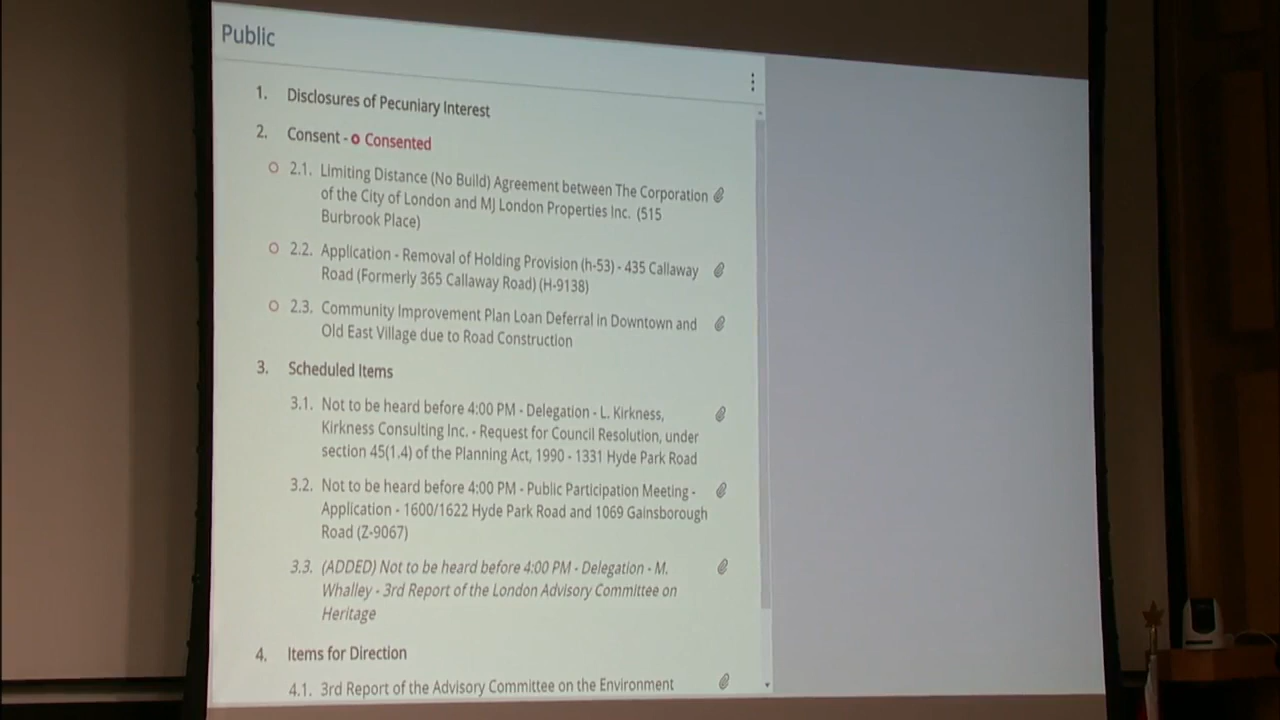 Public
1. Disclosures of Pecuniary Interest
2. Consent - Consented
2.1. Limiting Distance (No Build) Agreement between The Corporation
of the City of London and MJ London Properties Inc. (515
Burbrook Place)
2.2. Application - Removal of Holding Provision (h-53) - 435 Callaway
Road (Formerly 365 Callaway Road) (H-9138)
2.3. Community Improvement Plan Loan Deferral in Downtown and
Old East Village due to Road Construction
3. Scheduled Items
3.1. Not to be heard before 4:00 PM - Delegation - L. Kirkness,
Kirkness Consulting Inc. - Request for Council Resolution, under
section 45(1.4) of the Planning Act, 1990 - 1331 Hyde Park Road
3.2. Not to be heard before 4:00 PM - Public Participation Meeting -
Application - 1600/1622 Hyde Park Road and 1069 Gainsborough
Road (Z-9067)
3.3. (ADDED) Not to be heard before 4:00 PM - Delegation - M.
Whalley - 3rd Report of the London Advisory Committee on
Heritage
4. Items for Direction
4.1. 3rd Report of the Advisory Committee on the Environment